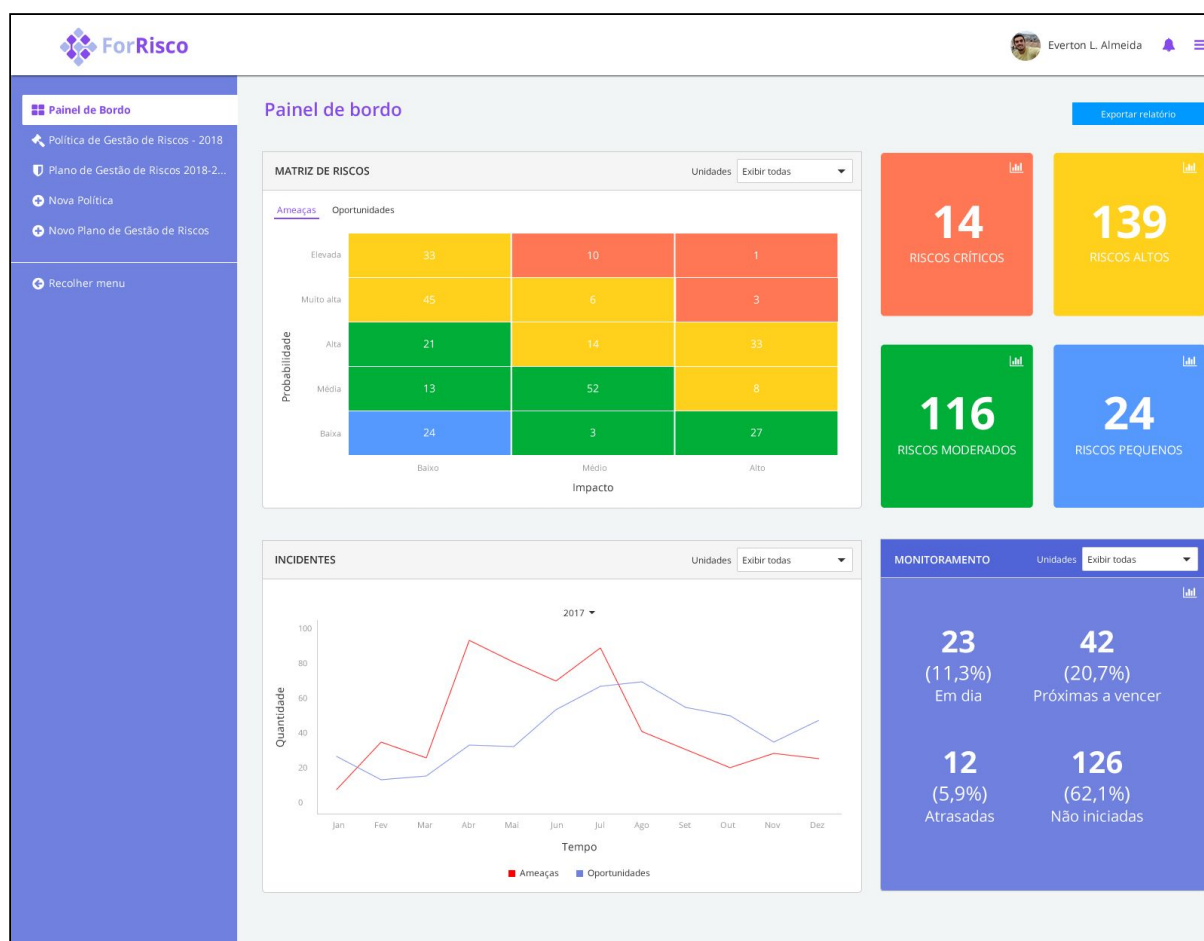 ForRisco
Everton L. Almeida
Painel de Bordo
Política de Gestão de Riscos - 2018
Plano de Gestão de Riscos 2018-2...
Nova Política
Novo Plano de Gestão de Riscos
Recolher menu
Painel de bordo
Exportar relatório
MATRIZ DE RISCOS
Unidades Exibir todas
Ameaças Oportunidades
Probabilidade
Elevada 33 10 1
Muito alta 45 6 3
Alta 21 14 33
Média 13 52 8
Baixa 24 3 27
Baixo Médio Alto
Impacto
14
RISCOS CRÍTICOS
139
RISCOS ALTOS
116
RISCOS MODERADOS
24
RISCOS PEQUENOS
INCIDENTES
Unidades Exibir todas
2017
Quantidade
100
80
60
40
20
0
Jan Fev Mar Abr Mai Jun Jul Ago Set Out Nov Dez
Tempo
Ameaças Oportunidades
MONITORAMENTO
Unidades Exibir todas
23
(11,3%)
Em dia
42
(20,7%)
Próximas a vencer
12
(5,9%)
Atrasadas
126
(62,1%)
Não iniciadas